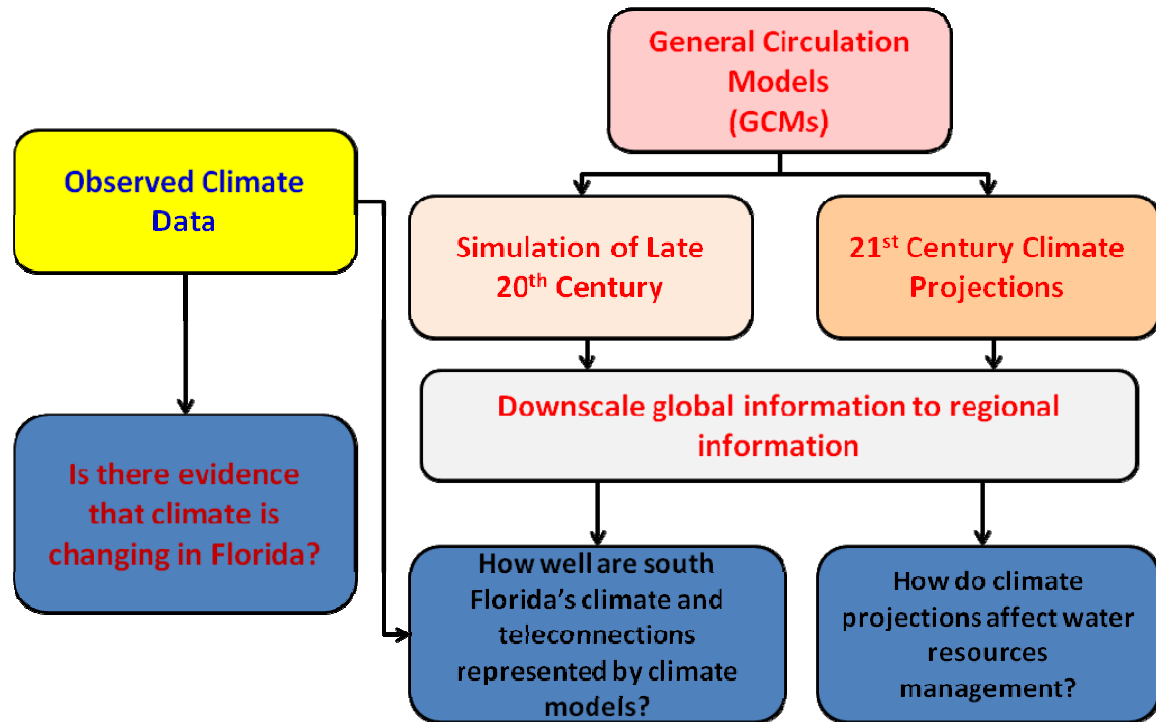 General Circulation
Models
(GCMs)
Observed Climate
Data
Simulation of Late
20th Century
21st Century Climate
Projections
Downscale global information to regional
information
Is there evidence
that climate is
changing in Florida?
How well are south
Florida's climate and
teleconnections
represented by climate
models?
How do climate
projections affect water
resources
management?